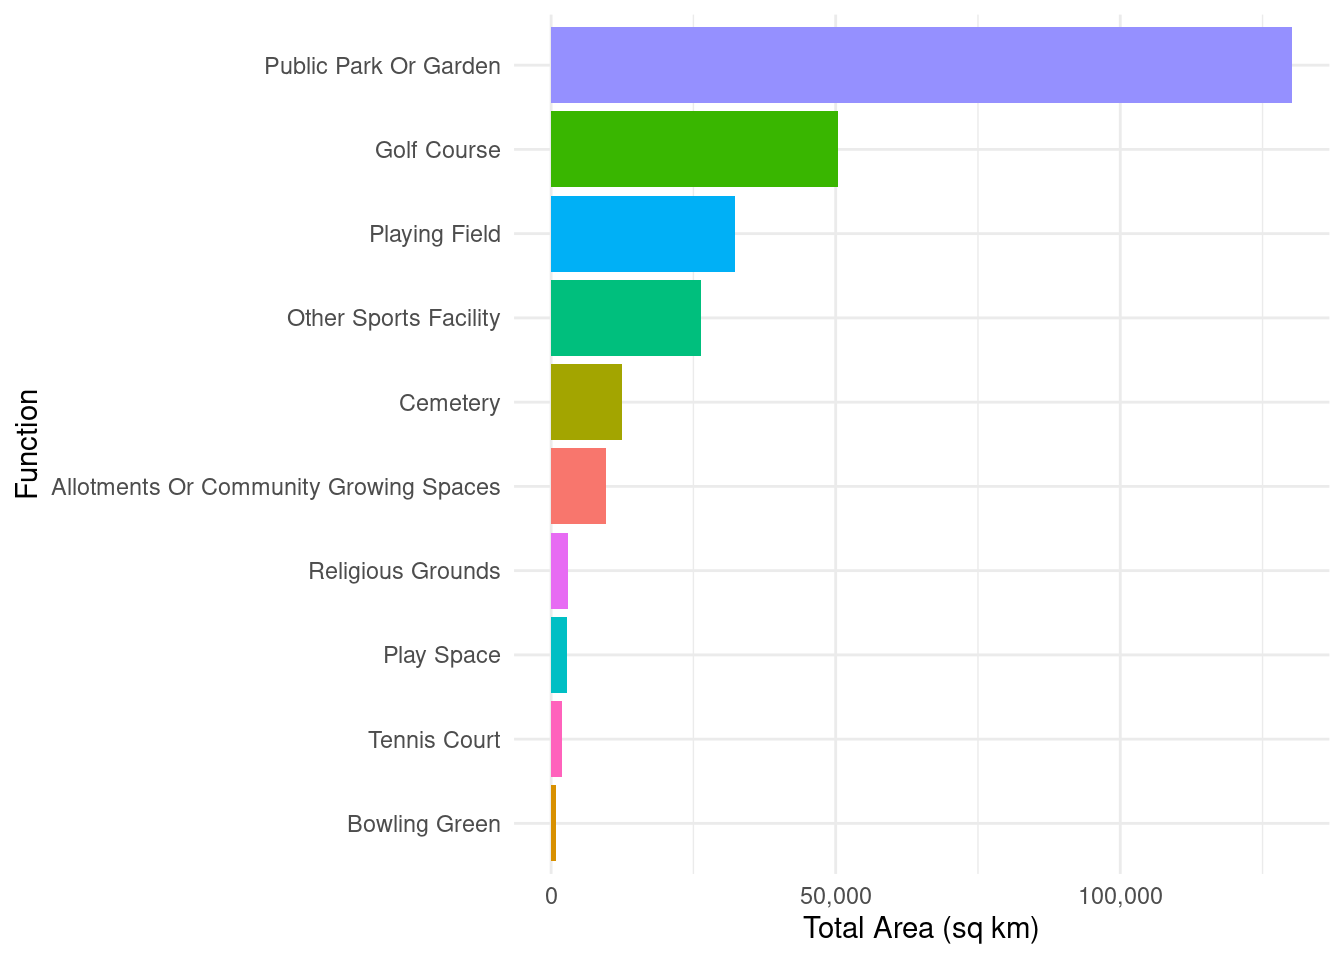 Public Park Or Garden
Golf Course
Playing Field
Other Sports Facility
Cemetery
Allotments Or Community Growing Spaces
Religious Grounds
Play Space
Tennis Court
Bowling Green
Function
0 50,000 100,000
Total Area (sq km)